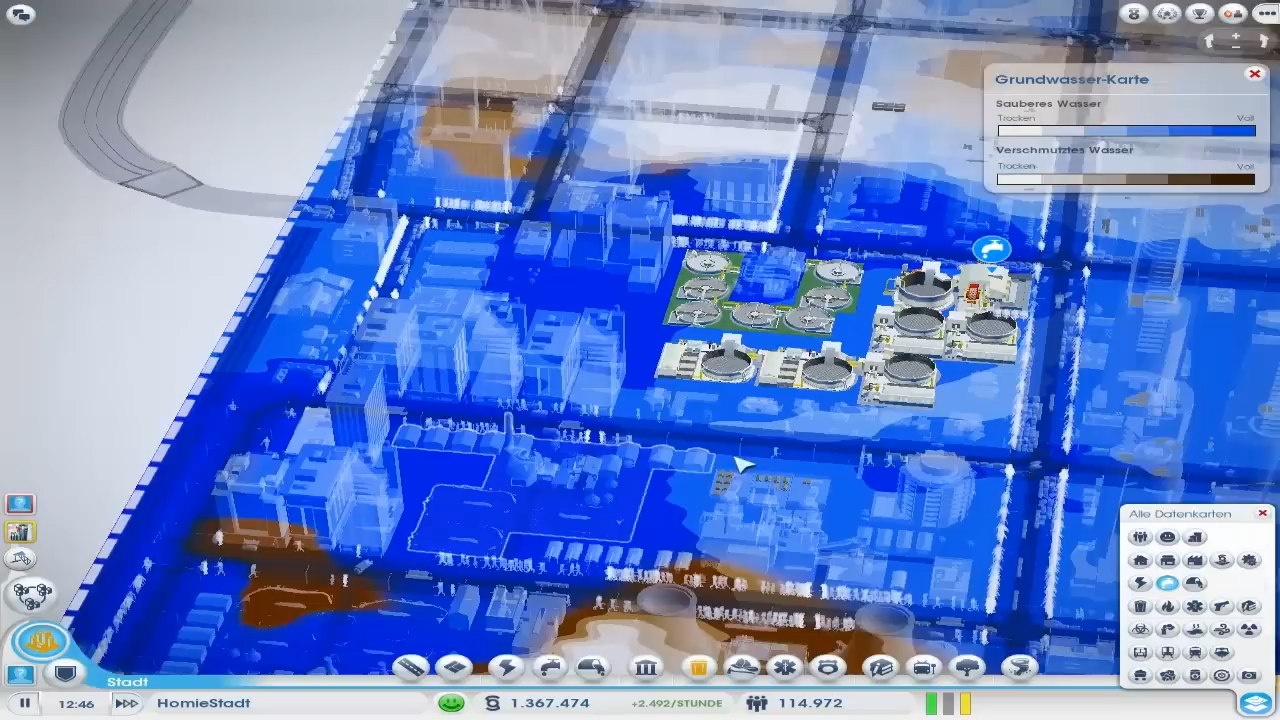 Grundwasser-Karte
Sauberes Wasser
Trocken Voll
Verschmutztes Wasser
Trocken Voll
Alle Datenkarten
Stadt
12:46 HomieStadt 1.367.474 +2.492/STUNDE 114.972